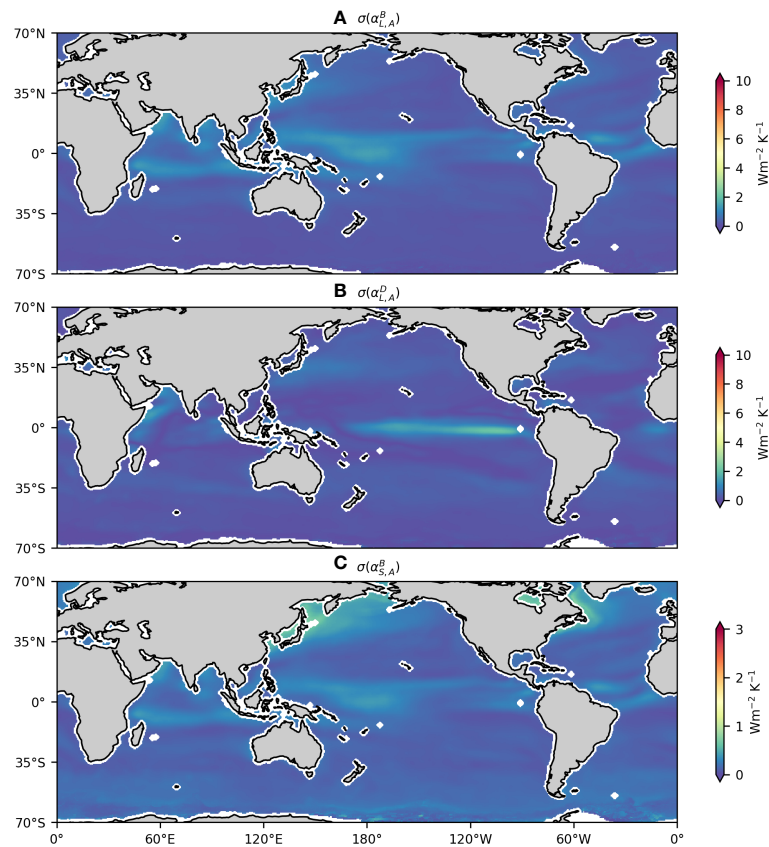 A σ(α^B_{L,A})
70°N
35°N
0°
35°S
70°S
10
8
6
4
2
0
Wm⁻² K⁻¹
B σ(α^D_{L,A})
70°N
35°N
0°
35°S
70°S
10
8
6
4
2
0
Wm⁻² K⁻¹
C σ(α^B_{S,A})
70°N
35°N
0°
35°S
70°S
3
2
1
0
Wm⁻² K⁻¹
0° 60°E 120°E 180° 120°W 60°W 0°